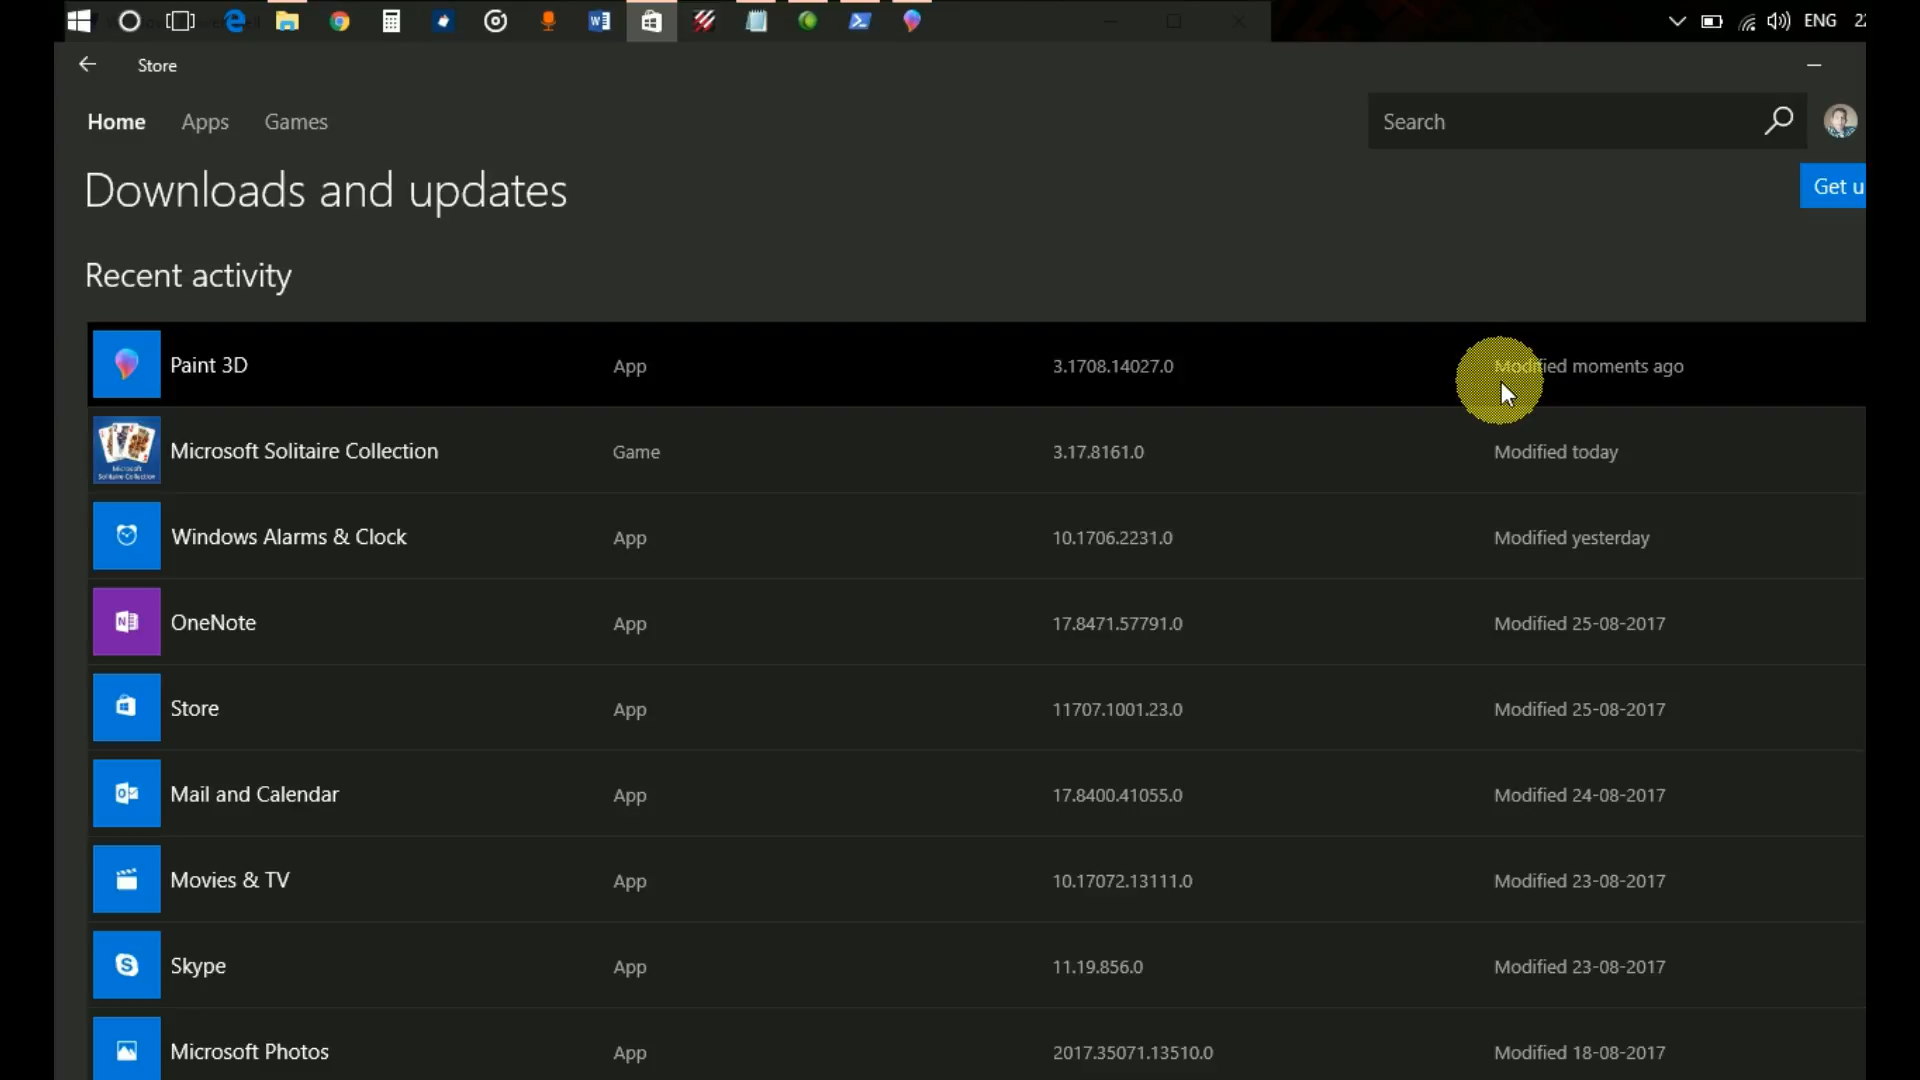 ENG 22
Store
Home Apps Games Search
Downloads and updates Get u
Recent activity
Paint 3D App 3.1708.14027.0 Modified moments ago
Microsoft Solitaire Collection Game 3.17.8161.0 Modified today
Windows Alarms & Clock App 10.1706.2231.0 Modified yesterday
OneNote App 17.8471.57791.0 Modified 25-08-2017
Store App 11707.1001.23.0 Modified 25-08-2017
Mail and Calendar App 17.8400.41055.0 Modified 24-08-2017
Movies & TV App 10.17072.13111.0 Modified 23-08-2017
Skype App 11.19.856.0 Modified 23-08-2017
Microsoft Photos App 2017.35071.13510.0 Modified 18-08-2017